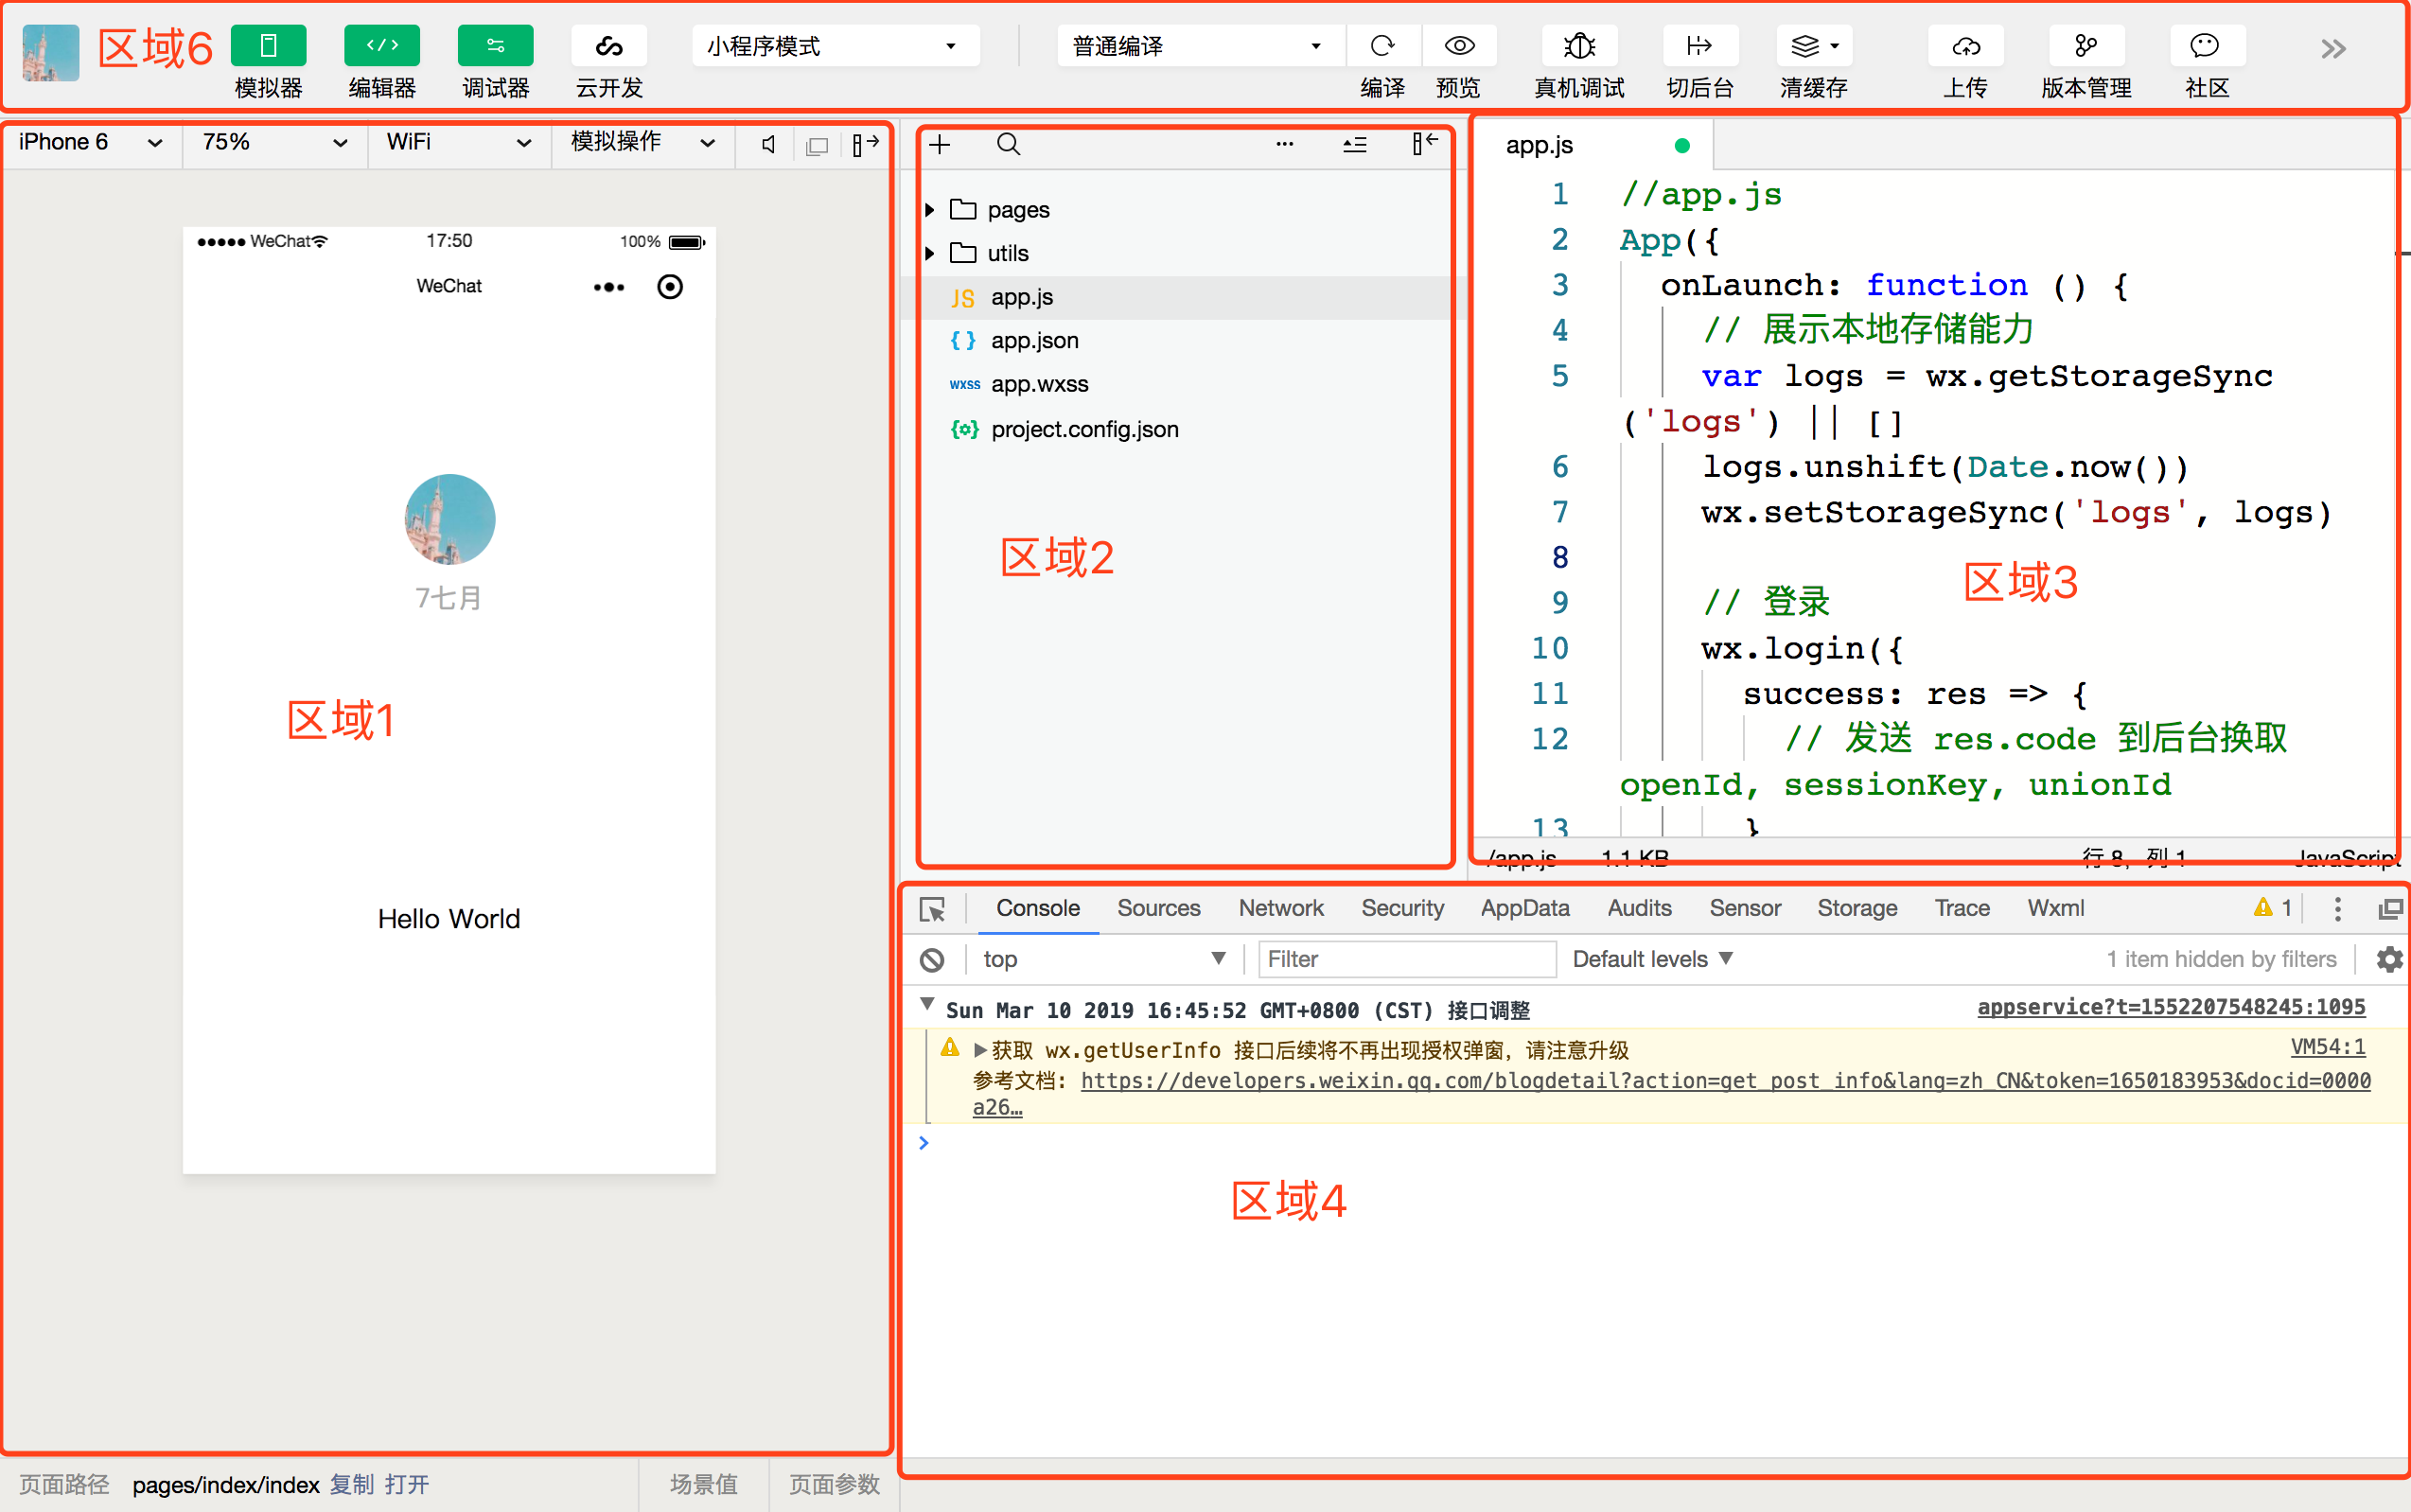 区域6
模拟器 编辑器 调试器 云开发
小程序模式
普通编译
编译 预览 真机调试 切后台 清缓存 上传 版本管理 社区
iPhone 6 75% WiFi 模拟操作
WeChat 17:50 100%
WeChat
7七月
区域1
Hello World
页面路径 pages/index/index 复制 打开 场景值 页面参数
pages
utils
JS app.js
{ } app.json
wxss app.wxss
project.config.json
区域2
app.js
1 //app.js
2 App({
3 onLaunch: function () {
4 // 展示本地存储能力
5 var logs = wx.getStorageSync
('logs') || []
6 logs.unshift(Date.now())
7 wx.setStorageSync('logs', logs)
8
区域3
9 // 登录
10 wx.login({
11 success: res => {
12 // 发送 res.code 到后台换取
openId, sessionKey, unionId
13 }
/app.js 1.1 KB 行 8，列 1 JavaScript
Console Sources Network Security AppData Audits Sensor Storage Trace Wxml 1
top Filter Default levels 1 item hidden by filters
Sun Mar 10 2019 16:45:52 GMT+0800 (CST) 接口调整 appservice?t=1552207548245:1095
获取 wx.getUserInfo 接口后续将不再出现授权弹窗，请注意升级 VM54:1
参考文档: https://developers.weixin.qq.com/blogdetail?action=get_post_info&lang=zh_CN&token=1650183953&docid=0000
a26…
区域4